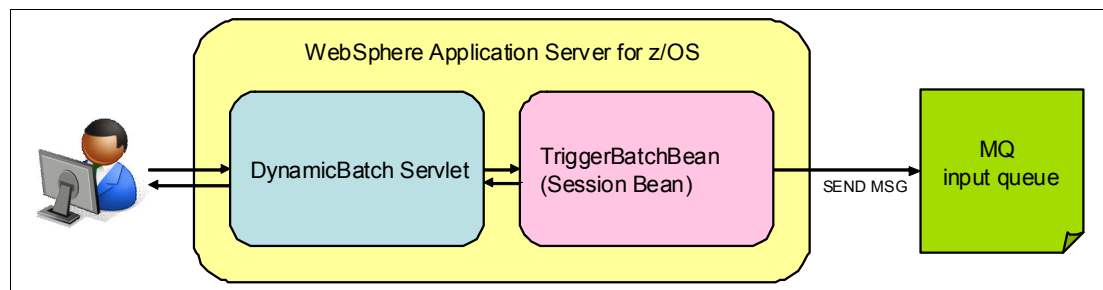 WebSphere Application Server for z/OS
DynamicBatch Servlet
TriggerBatchBean
(Session Bean)
SEND MSG
MQ
input queue